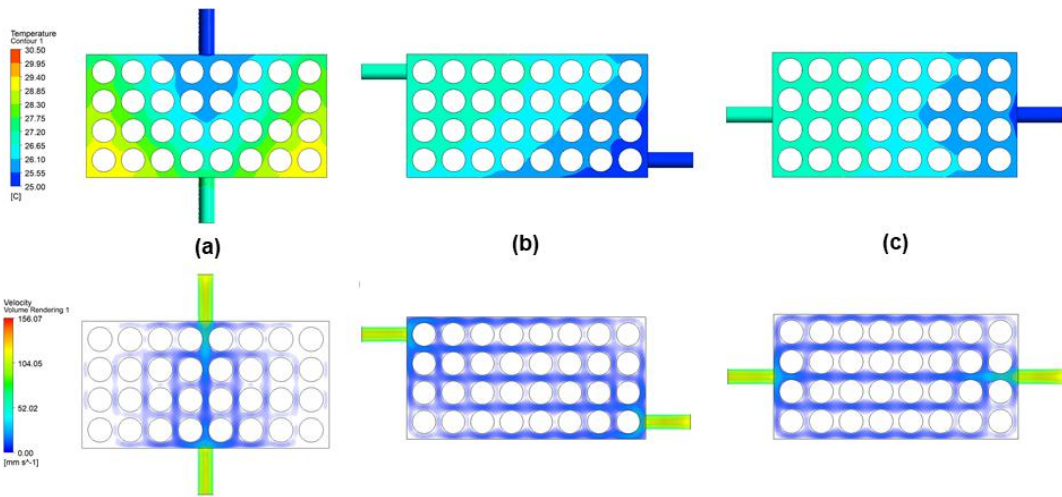 Temperature
Contour 1
30.50
29.95
29.40
28.85
28.30
27.75
27.20
26.65
26.10
25.55
25.00
[C]
(a)
(b)
(c)
Velocity
Volume Rendering 1
156.07
104.05
52.02
0.00
[mm s^-1]